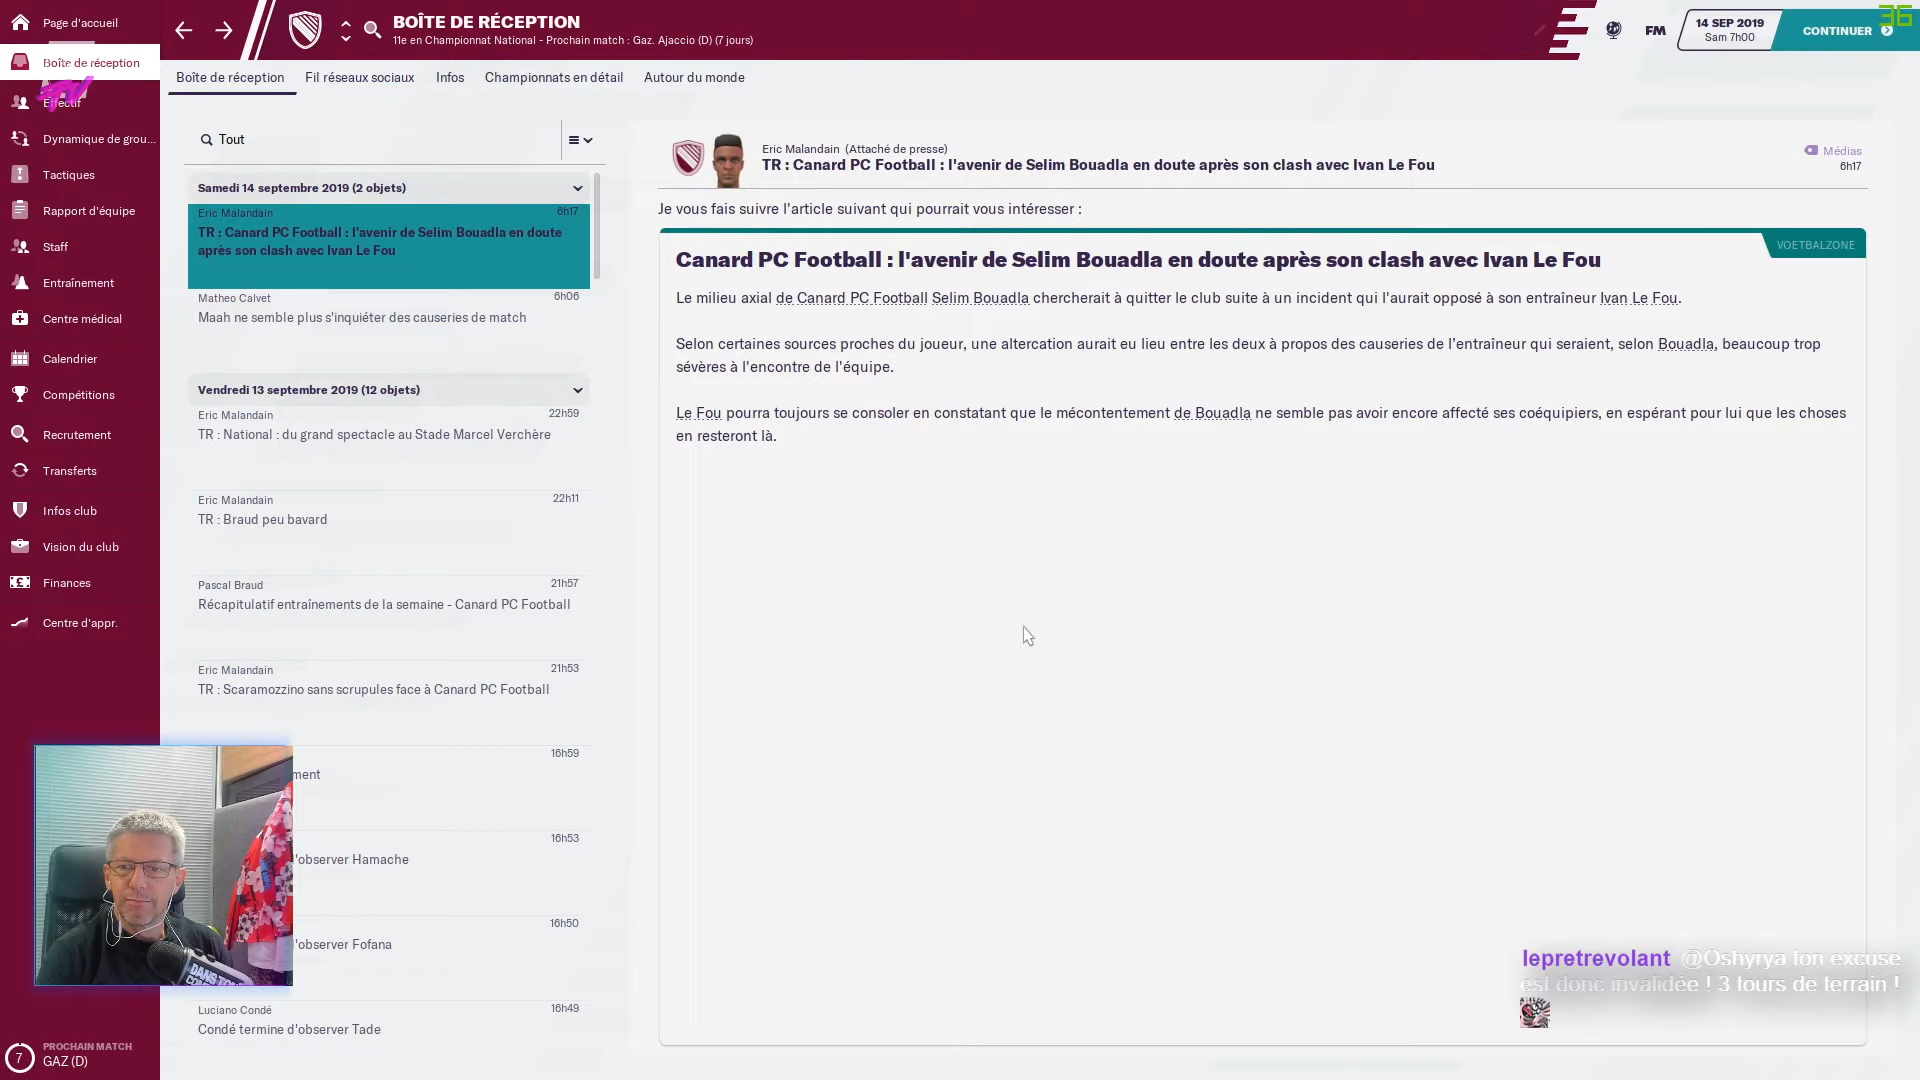 Page d'accueil
Boîte de réception
Effectif
Dynamique de grou...
Tactiques
Rapport d'équipe
Staff
Entraînement
Centre médical
Calendrier
Compétitions
Recrutement
Transferts
Infos club
Vision du club
Finances
Centre d'appr.
7
PROCHAIN MATCH
GAZ (D)
BOÎTE DE RÉCEPTION
11e en Championnat National - Prochain match : Gaz. Ajaccio (D) (7 jours)
FM
14 SEP 2019
Sam 7h00
CONTINUER
36
Boîte de réception
Fil réseaux sociaux
Infos
Championnats en détail
Autour du monde
Tout
Samedi 14 septembre 2019 (2 objets)
Eric Malandain 6h17
TR : Canard PC Football : l'avenir de Selim Bouadla en doute
après son clash avec Ivan Le Fou
Matheo Calvet 6h06
Maah ne semble plus s'inquiéter des causeries de match
Vendredi 13 septembre 2019 (12 objets)
Eric Malandain 22h59
TR : National : du grand spectacle au Stade Marcel Verchère
Eric Malandain 22h11
TR : Braud peu bavard
Pascal Braud 21h57
Récapitulatif entraînements de la semaine - Canard PC Football
Eric Malandain 21h53
TR : Scaramozzino sans scrupules face à Canard PC Football
16h59
ment
16h53
'observer Hamache
16h50
'observer Fofana
Luciano Condé 16h49
Condé termine d'observer Tade
Eric Malandain (Attaché de presse)
TR : Canard PC Football : l'avenir de Selim Bouadla en doute après son clash avec Ivan Le Fou
Médias
6h17
Je vous fais suivre l'article suivant qui pourrait vous intéresser :
VOETBALZONE
Canard PC Football : l'avenir de Selim Bouadla en doute après son clash avec Ivan Le Fou
Le milieu axial de Canard PC Football Selim Bouadla chercherait à quitter le club suite à un incident qui l'aurait opposé à son entraîneur Ivan Le Fou.
Selon certaines sources proches du joueur, une altercation aurait eu lieu entre les deux à propos des causeries de l'entraîneur qui seraient, selon Bouadla, beaucoup trop
sévères à l'encontre de l'équipe.
Le Fou pourra toujours se consoler en constatant que le mécontentement de Bouadla ne semble pas avoir encore affecté ses coéquipiers, en espérant pour lui que les choses
en resteront là.
lepretrevolant @Oshyrya ton excuse
est donc invalidée ! 3 tours de terrain !